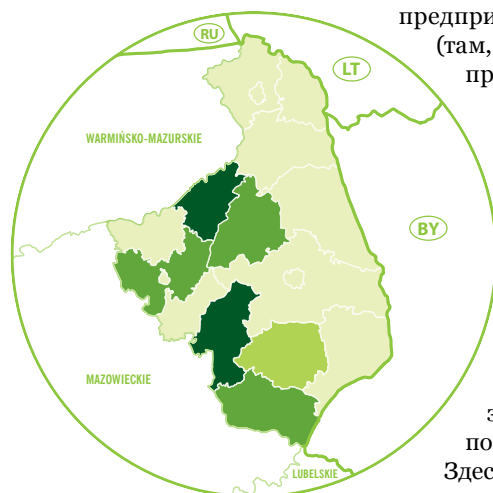 предпри
(там,
пр
RU
LT
WARMIŃSKO-MAZURSKIE
BY
MAZOWIECKIE
з
по
LUBELSKIE
Здес